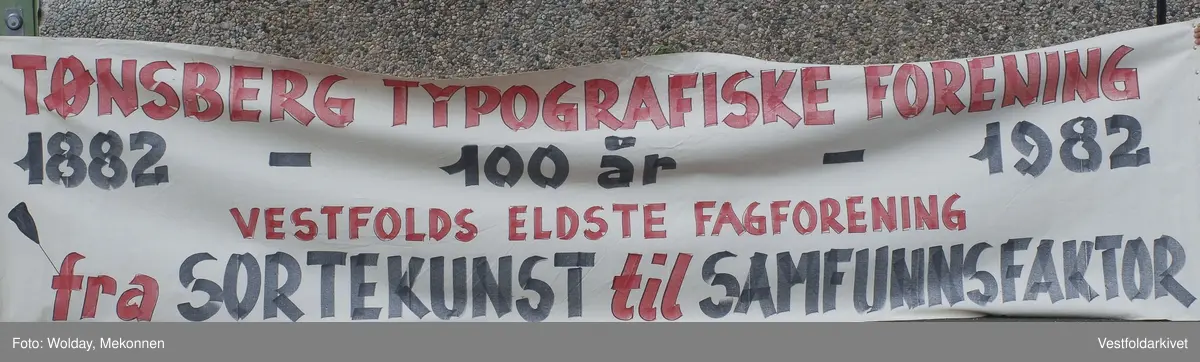 TØNSBERG TYPOGRAFISKE FORENING
1882 - 100 år - 1982
VESTFOLDS ELDSTE FAGFORENING
fra SORTEKUNST til SAMFUNNSFAKTOR
Foto: Wolday, Mekonnen Vestfoldarkivet